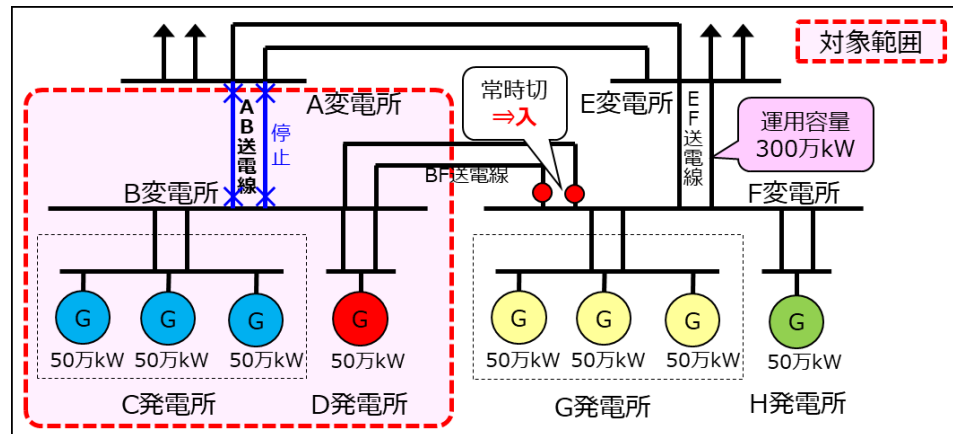 対象範囲
A変電所
常時切
⇒入
E変電所
AB送電線
停止
EF送電線
運用容量
300万kW
BF送電線
B変電所
F変電所
G
G
G
G
G
G
G
G
50万kW
50万kW
50万kW
50万kW
50万kW
50万kW
50万kW
50万kW
C発電所
D発電所
G発電所
H発電所